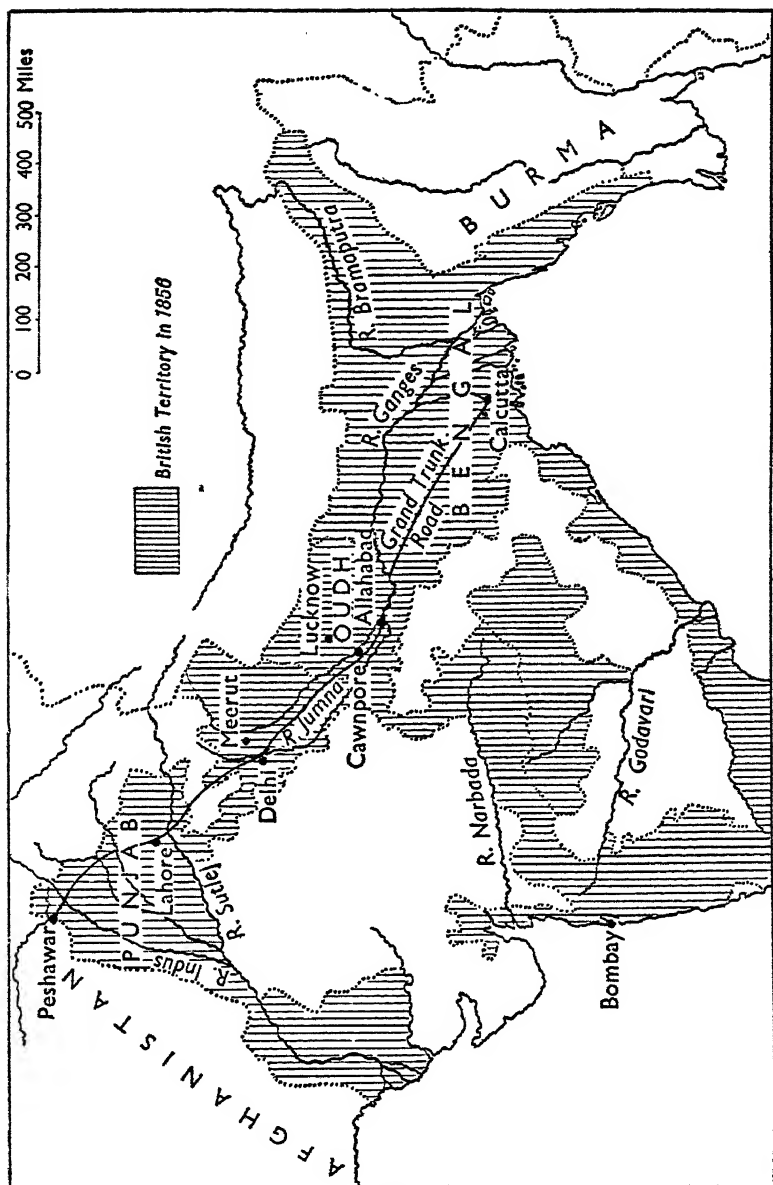 0 100 200 300 400 500 Miles
British Territory in 1856
Peshawar
AFGHANISTAN
PUNJAB
Lahore
R. Indus
R. Sutlej
Meerut
Delhi
R Jumna
Lucknow
OUDH
Cawnpore
Allahabad
R. Ganges
R. Bramaputra
Grand Trunk
Road
BENGAL
Calcutta
BURMA
R. Narbada
R. Godavari
Bombay